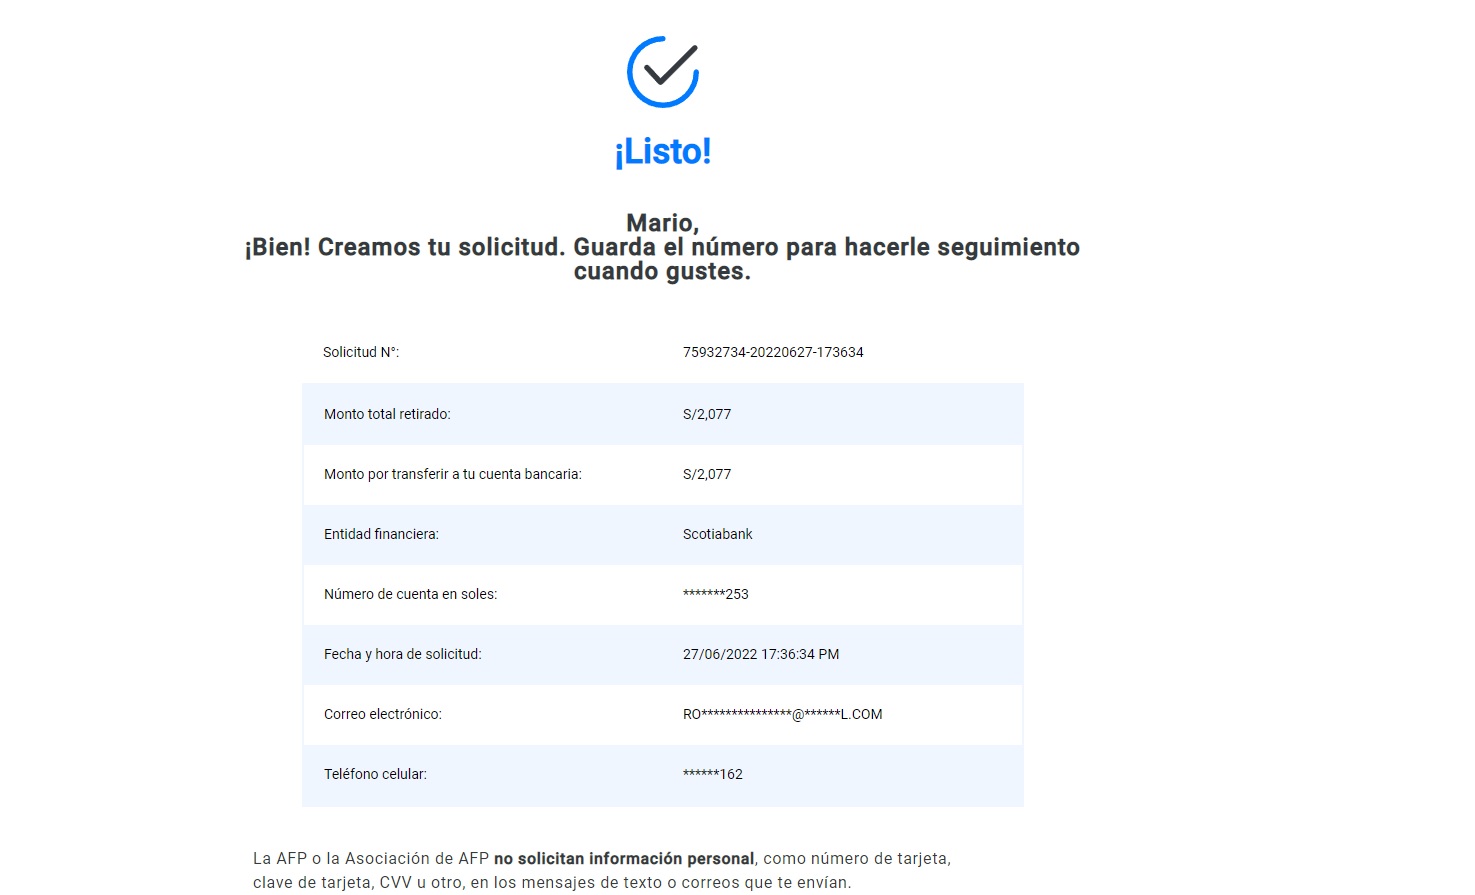 ¡Listo!
Mario,
¡Bien! Creamos tu solicitud. Guarda el número para hacerle seguimiento
cuando gustes.
Solicitud N°: 75932734-20220627-173634
Monto total retirado: S/2,077
Monto por transferir a tu cuenta bancaria: S/2,077
Entidad financiera: Scotiabank
Número de cuenta en soles: *******253
Fecha y hora de solicitud: 27/06/2022 17:36:34 PM
Correo electrónico: RO***************@******L.COM
Teléfono celular: ******162
La AFP o la Asociación de AFP no solicitan información personal, como número de tarjeta,
clave de tarjeta, CVV u otro, en los mensajes de texto o correos que te envían.